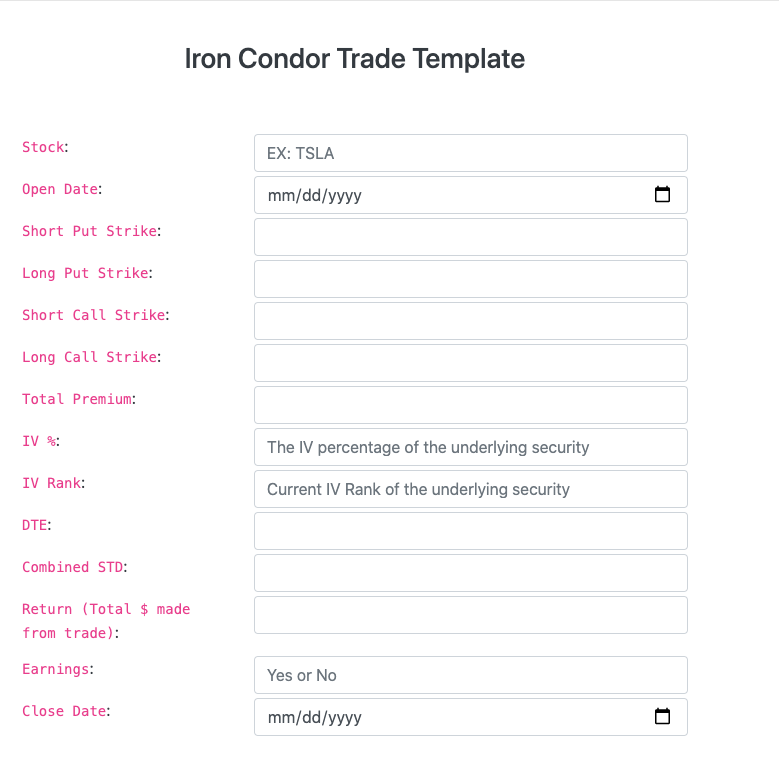 Iron Condor Trade Template
Stock:
EX: TSLA
Open Date:
mm/dd/yyyy
Short Put Strike:
Long Put Strike:
Short Call Strike:
Long Call Strike:
Total Premium:
IV %:
The IV percentage of the underlying security
IV Rank:
Current IV Rank of the underlying security
DTE:
Combined STD:
Return (Total $ made
from trade):
Earnings:
Yes or No
Close Date:
mm/dd/yyyy